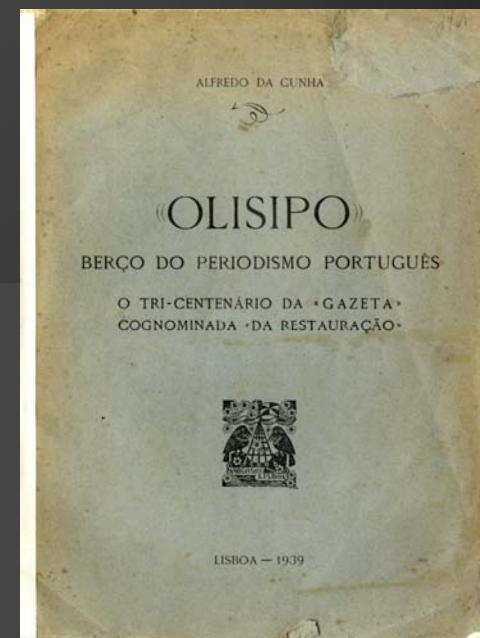 ALFREDO DA CUNHA
«OLISIPO»
BERÇO DO PERIODISMO PORTUGUÊS
O TRI-CENTENÁRIO DA «GAZETA»
COGNOMINADA «DA RESTAURAÇÃO»
LISBOA — 1939